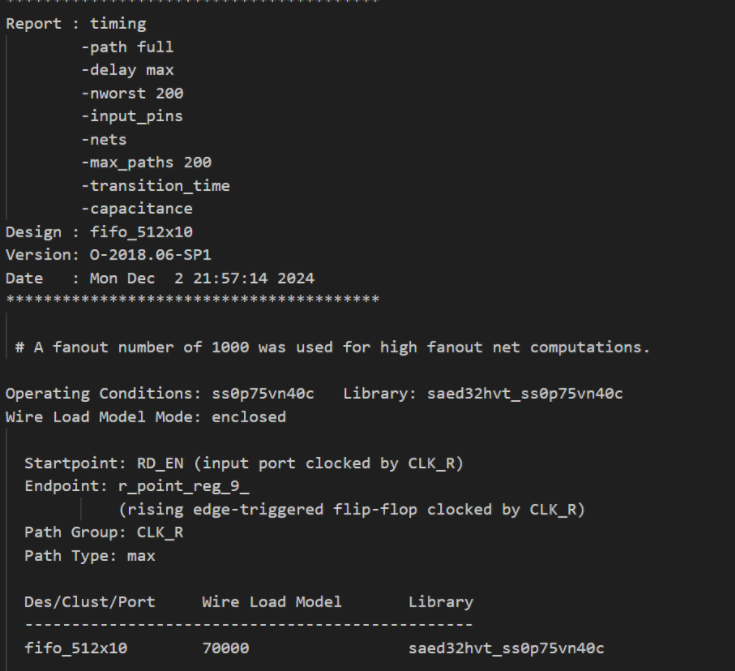 ****************************************
Report : timing
        -path full
        -delay max
        -nworst 200
        -input_pins
        -nets
        -max_paths 200
        -transition_time
        -capacitance
Design : fifo_512x10
Version: O-2018.06-SP1
Date   : Mon Dec  2 21:57:14 2024
****************************************
 # A fanout number of 1000 was used for high fanout net computations.
Operating Conditions: ss0p75vn40c   Library: saed32hvt_ss0p75vn40c
Wire Load Model Mode: enclosed
  Startpoint: RD_EN (input port clocked by CLK_R)
  Endpoint: r_point_reg_9_
            (rising edge-triggered flip-flop clocked by CLK_R)
  Path Group: CLK_R
  Path Type: max
  Des/Clust/Port     Wire Load Model       Library
  ------------------------------------------------
  fifo_512x10        70000                 saed32hvt_ss0p75vn40c